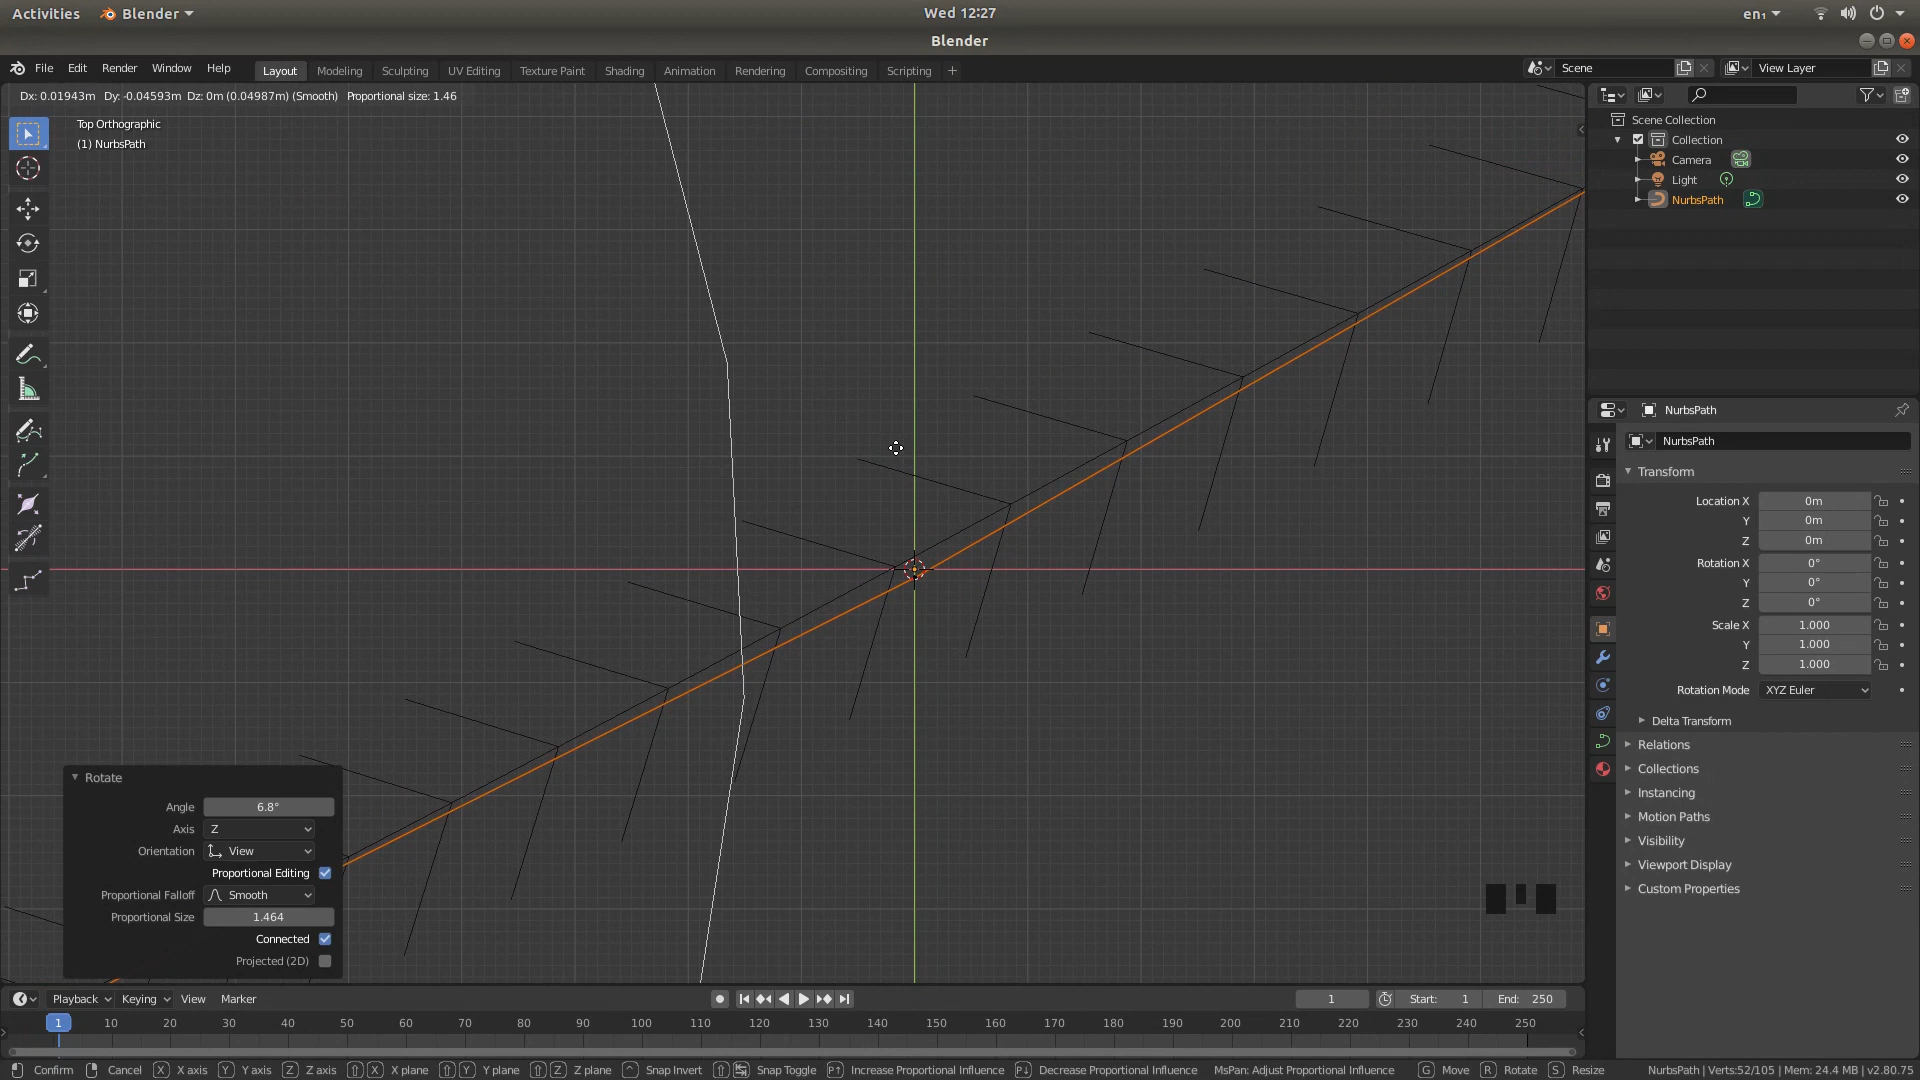 Activities Blender Wed 12:27 en₁
Blender
File Edit Render Window Help Layout Modeling Sculpting UV Editing Texture Paint Shading Animation Rendering Compositing Scripting + Scene View Layer
Dx: 0.01943m Dy: -0.04593m Dz: 0m (0.04987m) (Smooth) Proportional size: 1.46
Top Orthographic
(1) NurbsPath
Scene Collection
Collection
Camera
Light
NurbsPath
NurbsPath
NurbsPath
Transform
Location X 0m
Y 0m
Z 0m
Rotation X 0°
Y 0°
Z 0°
Scale X 1.000
Y 1.000
Z 1.000
Rotation Mode XYZ Euler
Delta Transform
Relations
Collections
Instancing
Motion Paths
Visibility
Viewport Display
Custom Properties
Rotate
Angle 6.8°
Axis Z
Orientation View
Proportional Editing
Proportional Falloff Smooth
Proportional Size 1.464
Connected
Projected (2D)
Playback Keying View Marker 1 Start: 1 End: 250
1 10 20 30 40 50 60 70 80 90 100 110 120 130 140 150 160 170 180 190 200 210 220 230 240 250
Confirm Cancel X X axis Y Y axis Z Z axis X X plane Y Y plane Z Z plane Snap Invert Snap Toggle P↑ Increase Proportional Influence P↓ Decrease Proportional Influence MsPan: Adjust Proportional Influence G Move R Rotate S Resize NurbsPath | Verts:52/105 | Mem: 24.4 MB | v2.80.75